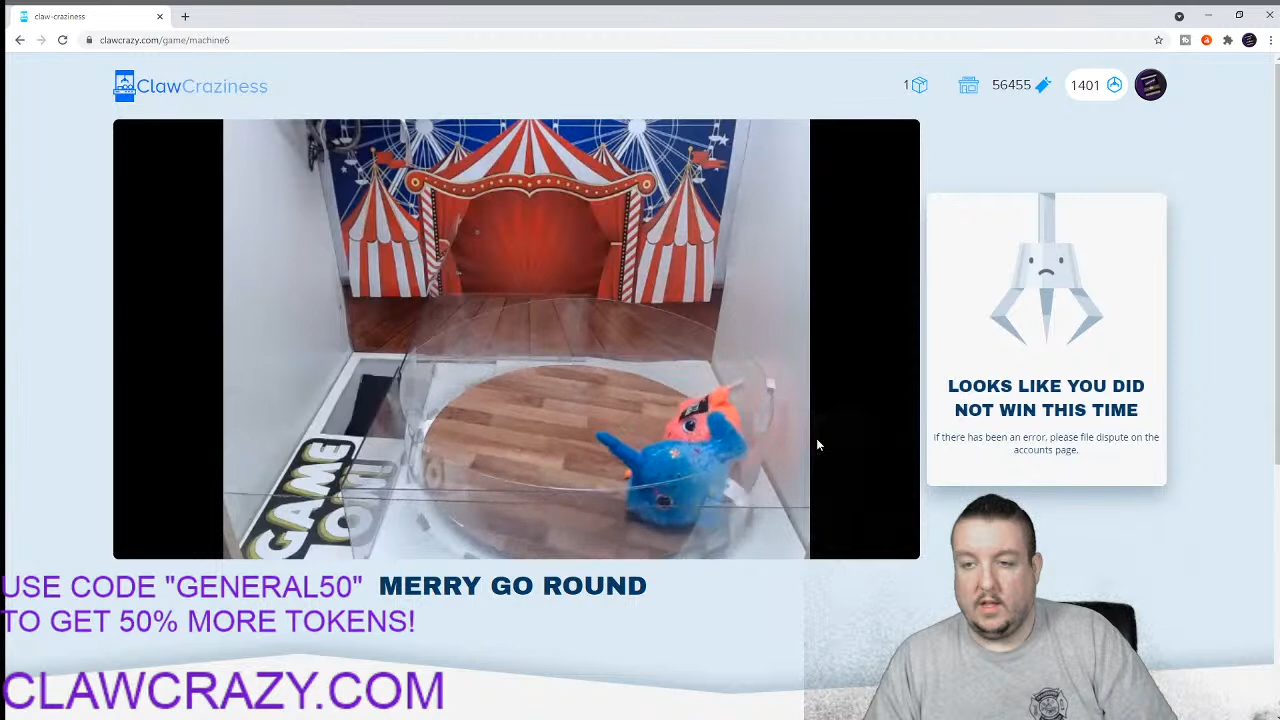 claw-craziness
clawcrazy.com/game/machine6
ClawCraziness
1
56455
1401
LOOKS LIKE YOU DID
NOT WIN THIS TIME
If there has been an error, please file dispute on the
accounts page.
GAME
ON!
USE CODE "GENERAL50"
TO GET 50% MORE TOKENS!
MERRY GO ROUND
CLAWCRAZY.COM